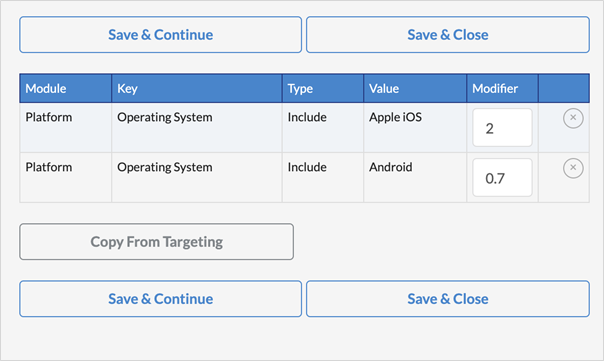 Save & Continue Save & Close
Module Key Type Value Modifier
Platform Operating System Include Apple iOS 2
Platform Operating System Include Android 0.7
Copy From Targeting
Save & Continue Save & Close